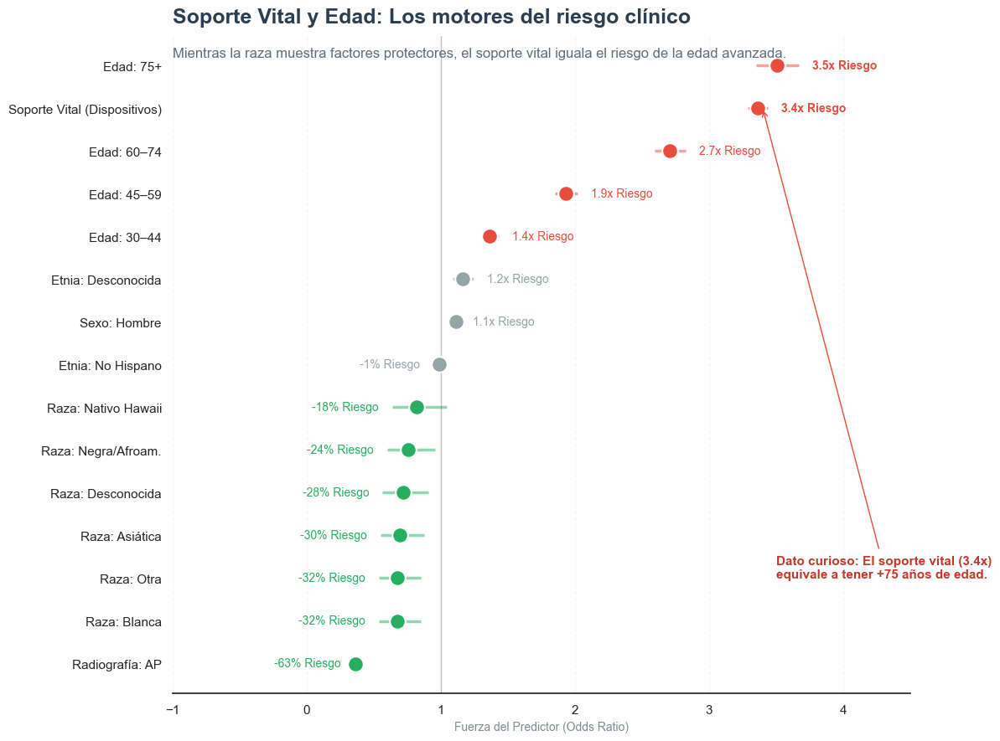 Soporte Vital y Edad: Los motores del riesgo clínico
Mientras la raza muestra factores protectores, el soporte vital iguala el riesgo de la edad avanzada.
Edad: 75+
3.5x Riesgo
Soporte Vital (Dispositivos)
3.4x Riesgo
Edad: 60–74
2.7x Riesgo
Edad: 45–59
1.9x Riesgo
Edad: 30–44
1.4x Riesgo
Etnia: Desconocida
1.2x Riesgo
Sexo: Hombre
1.1x Riesgo
Etnia: No Hispano
-1% Riesgo
Raza: Nativo Hawaii
-18% Riesgo
Raza: Negra/Afroam.
-24% Riesgo
Raza: Desconocida
-28% Riesgo
Raza: Asiática
-30% Riesgo
Dato curioso: El soporte vital (3.4x)
equivale a tener +75 años de edad.
Raza: Otra
-32% Riesgo
Raza: Blanca
-32% Riesgo
Radiografía: AP
-63% Riesgo
−1 0 1 2 3 4
Fuerza del Predictor (Odds Ratio)